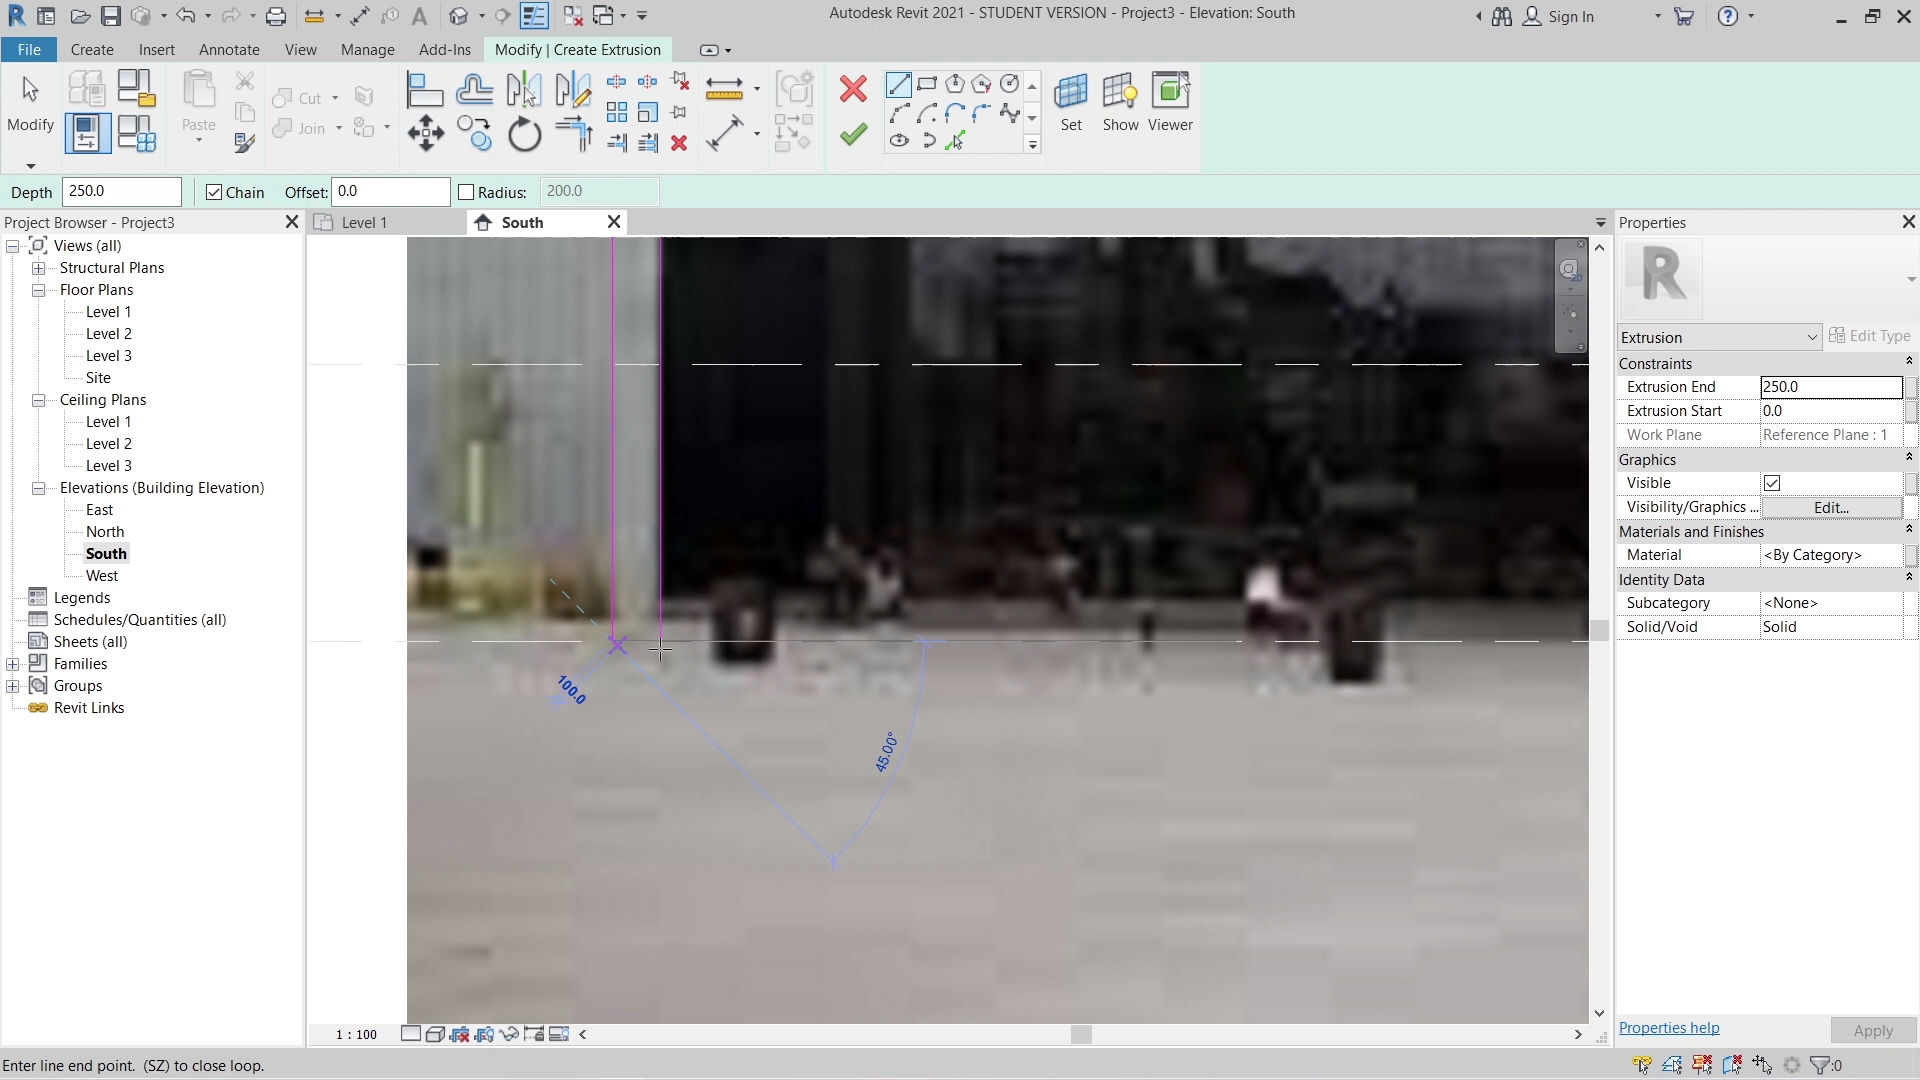 Autodesk Revit 2021 - STUDENT VERSION - Project3 - Elevation: South
Sign In
File
Create
Insert
Annotate
View
Manage
Add-Ins
Modify | Create Extrusion
Modify
Paste
Cut
Join
Set
Show
Viewer
Depth
250.0
Chain
Offset:
0.0
Radius:
200.0
Project Browser - Project3
Level 1
South
Properties
Views (all)
Structural Plans
Floor Plans
Level 1
Level 2
Level 3
Site
Ceiling Plans
Level 1
Level 2
Level 3
Elevations (Building Elevation)
East
North
South
West
Legends
Schedules/Quantities (all)
Sheets (all)
Families
Groups
Revit Links
100.0
45.00°
Extrusion
Edit Type
Constraints
Extrusion End
250.0
Extrusion Start
0.0
Work Plane
Reference Plane : 1
Graphics
Visible
Visibility/Graphics ...
Edit...
Materials and Finishes
Material
<By Category>
Identity Data
Subcategory
<None>
Solid/Void
Solid
Properties help
Apply
1 : 100
Enter line end point. (SZ) to close loop.
:0